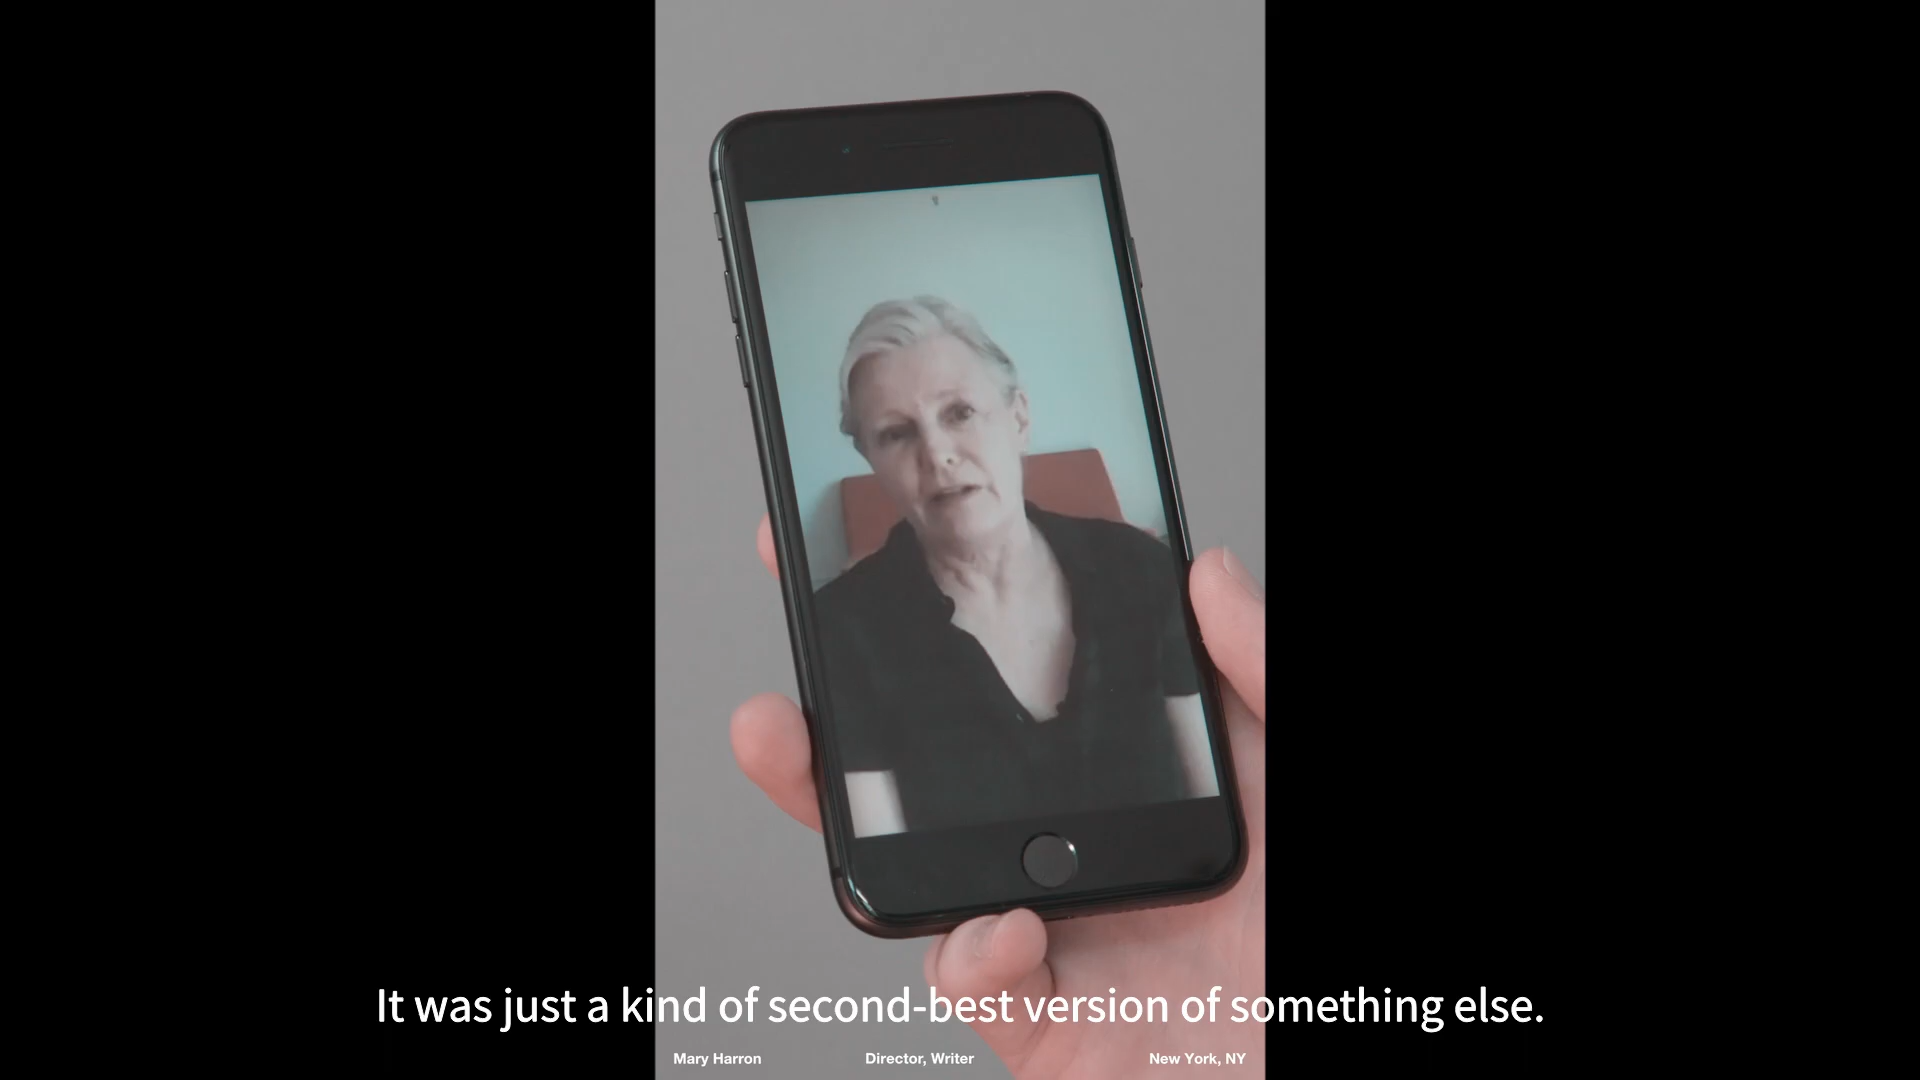 It was just a kind of second-best version of something else.
Mary Harron Director, Writer New York, NY